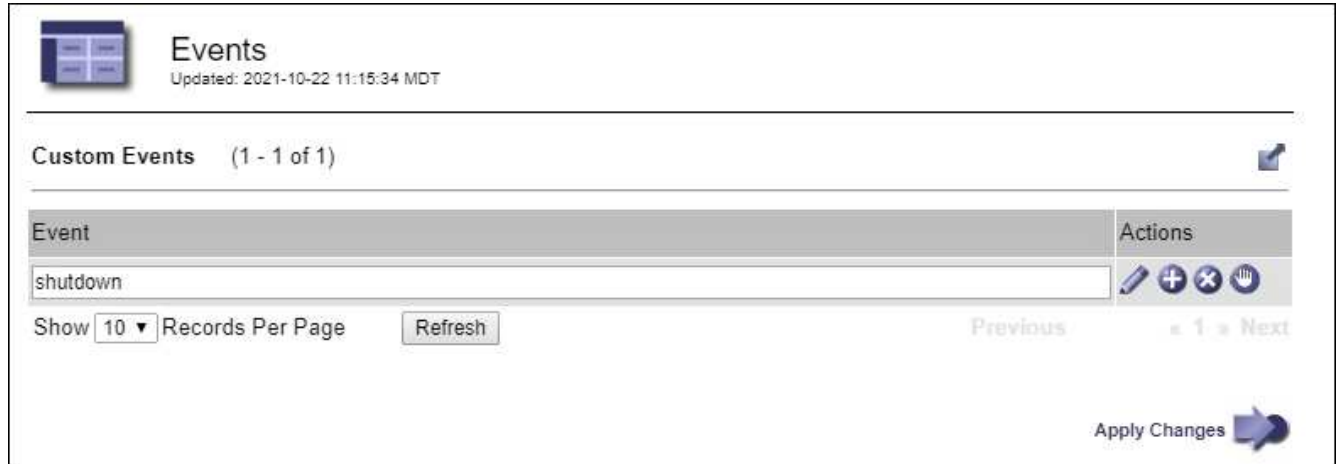 Events
Updated: 2021-10-22 11:15:34 MDT
Custom Events (1 - 1 of 1)
Event Actions
shutdown
Show 10 Records Per Page Refresh Previous « 1 » Next
Apply Changes